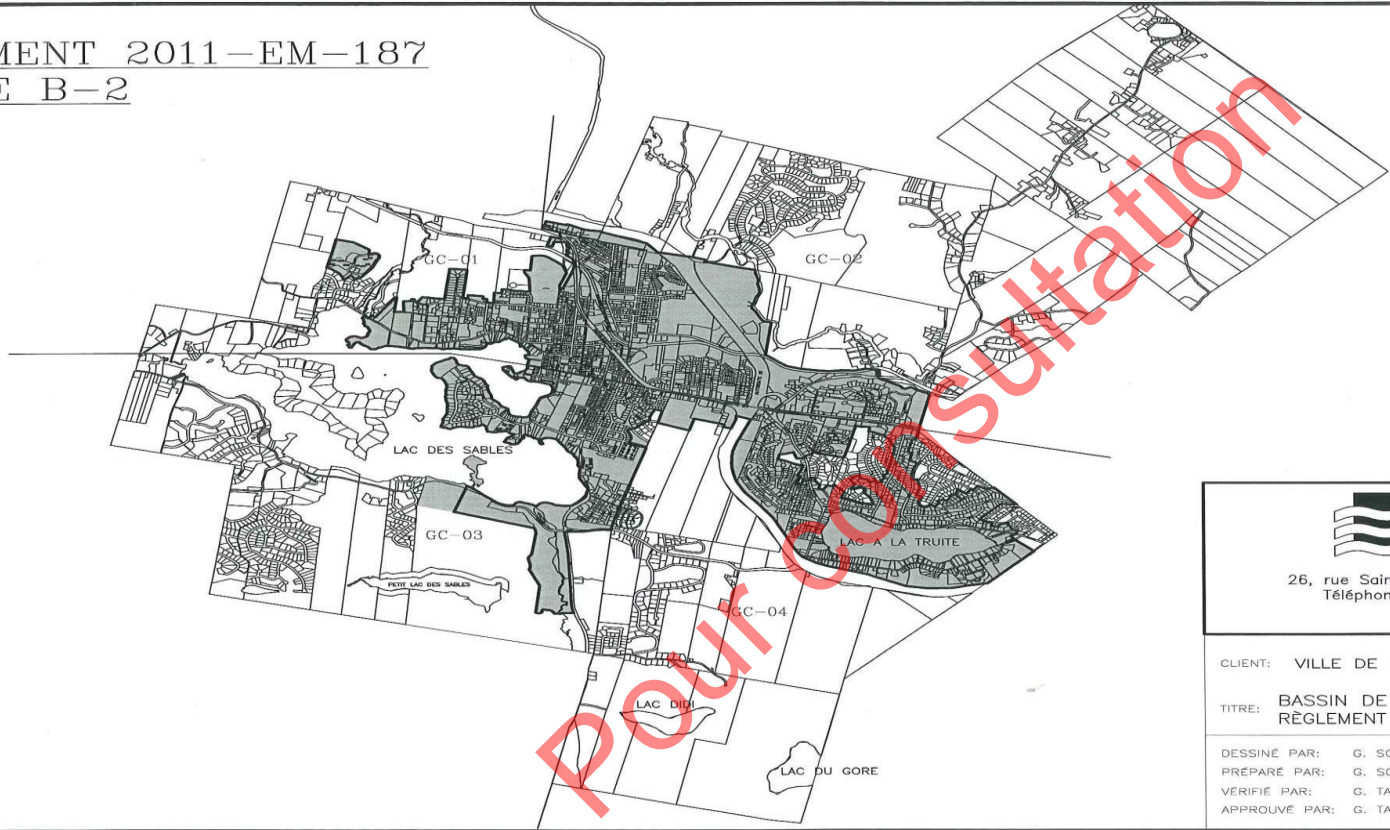 MENT 2011-EM-187
E B-2
GC-01
GC-02
LAC DES SABLES
GC-03
PETIT LAC DES SABLES
LAC À LA TRUITE
GC-04
LAC DIDI
LAC DU GORE
Pour consultation
26, rue Sain
Téléphon
CLIENT: VILLE DE
TITRE: BASSIN DE
RÈGLEMENT
DESSINÉ PAR: G. SC
PRÉPARÉ PAR: G. SC
VÉRIFIÉ PAR: G. TA
APPROUVÉ PAR: G. TA